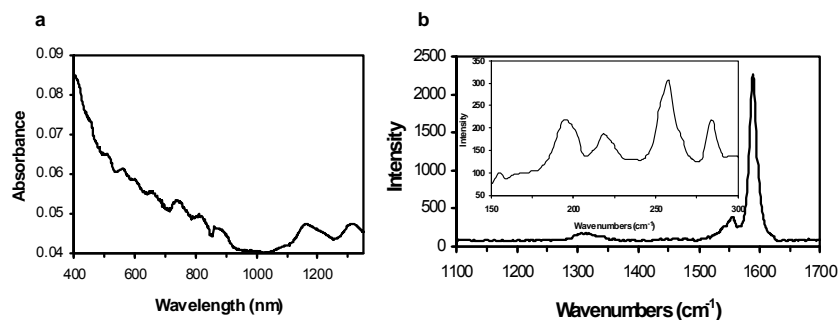 a
0.09
0.08
0.07
0.06
0.05
0.04
Absorbance
400 600 800 1000 1200
Wavelength (nm)
b
2500
2000
1500
1000
500
0
Intensity
1100 1200 1300 1400 1500 1600 1700
Wavenumbers (cm-1)
350
300
250
200
150
100
50
Intensity
150 200 250 300
Wavenumbers (cm-1)